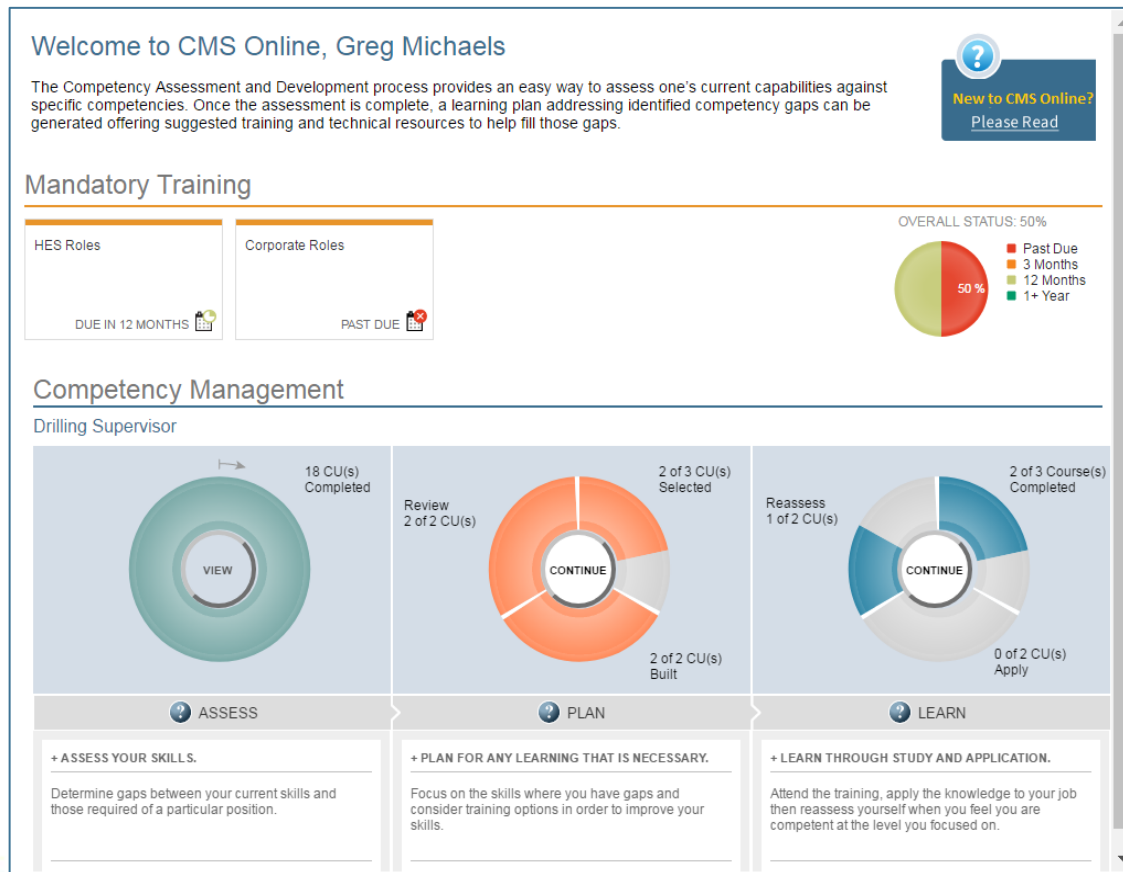 Welcome to CMS Online, Greg Michaels
The Competency Assessment and Development process provides an easy way to assess one's current capabilities against
specific competencies. Once the assessment is complete, a learning plan addressing identified competency gaps can be
generated offering suggested training and technical resources to help fill those gaps.
?
New to CMS Online?
Please Read
Mandatory Training
HES Roles
DUE IN 12 MONTHS
Corporate Roles
PAST DUE
OVERALL STATUS: 50%
50 %
Past Due
3 Months
12 Months
1+ Year
Competency Management
Drilling Supervisor
18 CU(s)
Completed
VIEW
Review
2 of 2 CU(s)
2 of 3 CU(s)
Selected
CONTINUE
2 of 2 CU(s)
Built
Reassess
1 of 2 CU(s)
2 of 3 Course(s)
Completed
CONTINUE
0 of 2 CU(s)
Apply
? ASSESS
? PLAN
? LEARN
+ ASSESS YOUR SKILLS.
Determine gaps between your current skills and
those required of a particular position.
+ PLAN FOR ANY LEARNING THAT IS NECESSARY.
Focus on the skills where you have gaps and
consider training options in order to improve your
skills.
+ LEARN THROUGH STUDY AND APPLICATION.
Attend the training, apply the knowledge to your job
then reassess yourself when you feel you are
competent at the level you focused on.